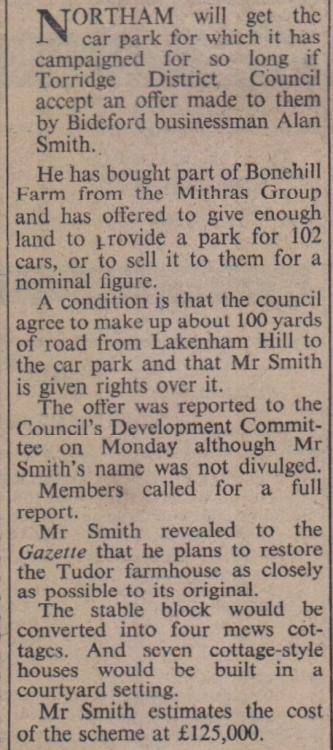 NORTHAM will get the
car park for which it has
campaigned for so long if
Torridge District Council
accept an offer made to them
by Bideford businessman Alan
Smith.
He has bought part of Bonehill
Farm from the Mithras Group
and has offered to give enough
land to provide a park for 102
cars, or to sell it to them for a
nominal figure.
A condition is that the council
agree to make up about 100 yards
of road from Lakenham Hill to
the car park and that Mr Smith
is given rights over it.
The offer was reported to the
Council's Development Commit-
tee on Monday although Mr
Smith's name was not divulged.
Members called for a full
report.
Mr Smith revealed to the
Gazette that he plans to restore
the Tudor farmhouse as closely
as possible to its original.
The stable block would be
converted into four mews cot-
tages. And seven cottage-style
houses would be built in a
courtyard setting.
Mr Smith estimates the cost
of the scheme at £125,000.